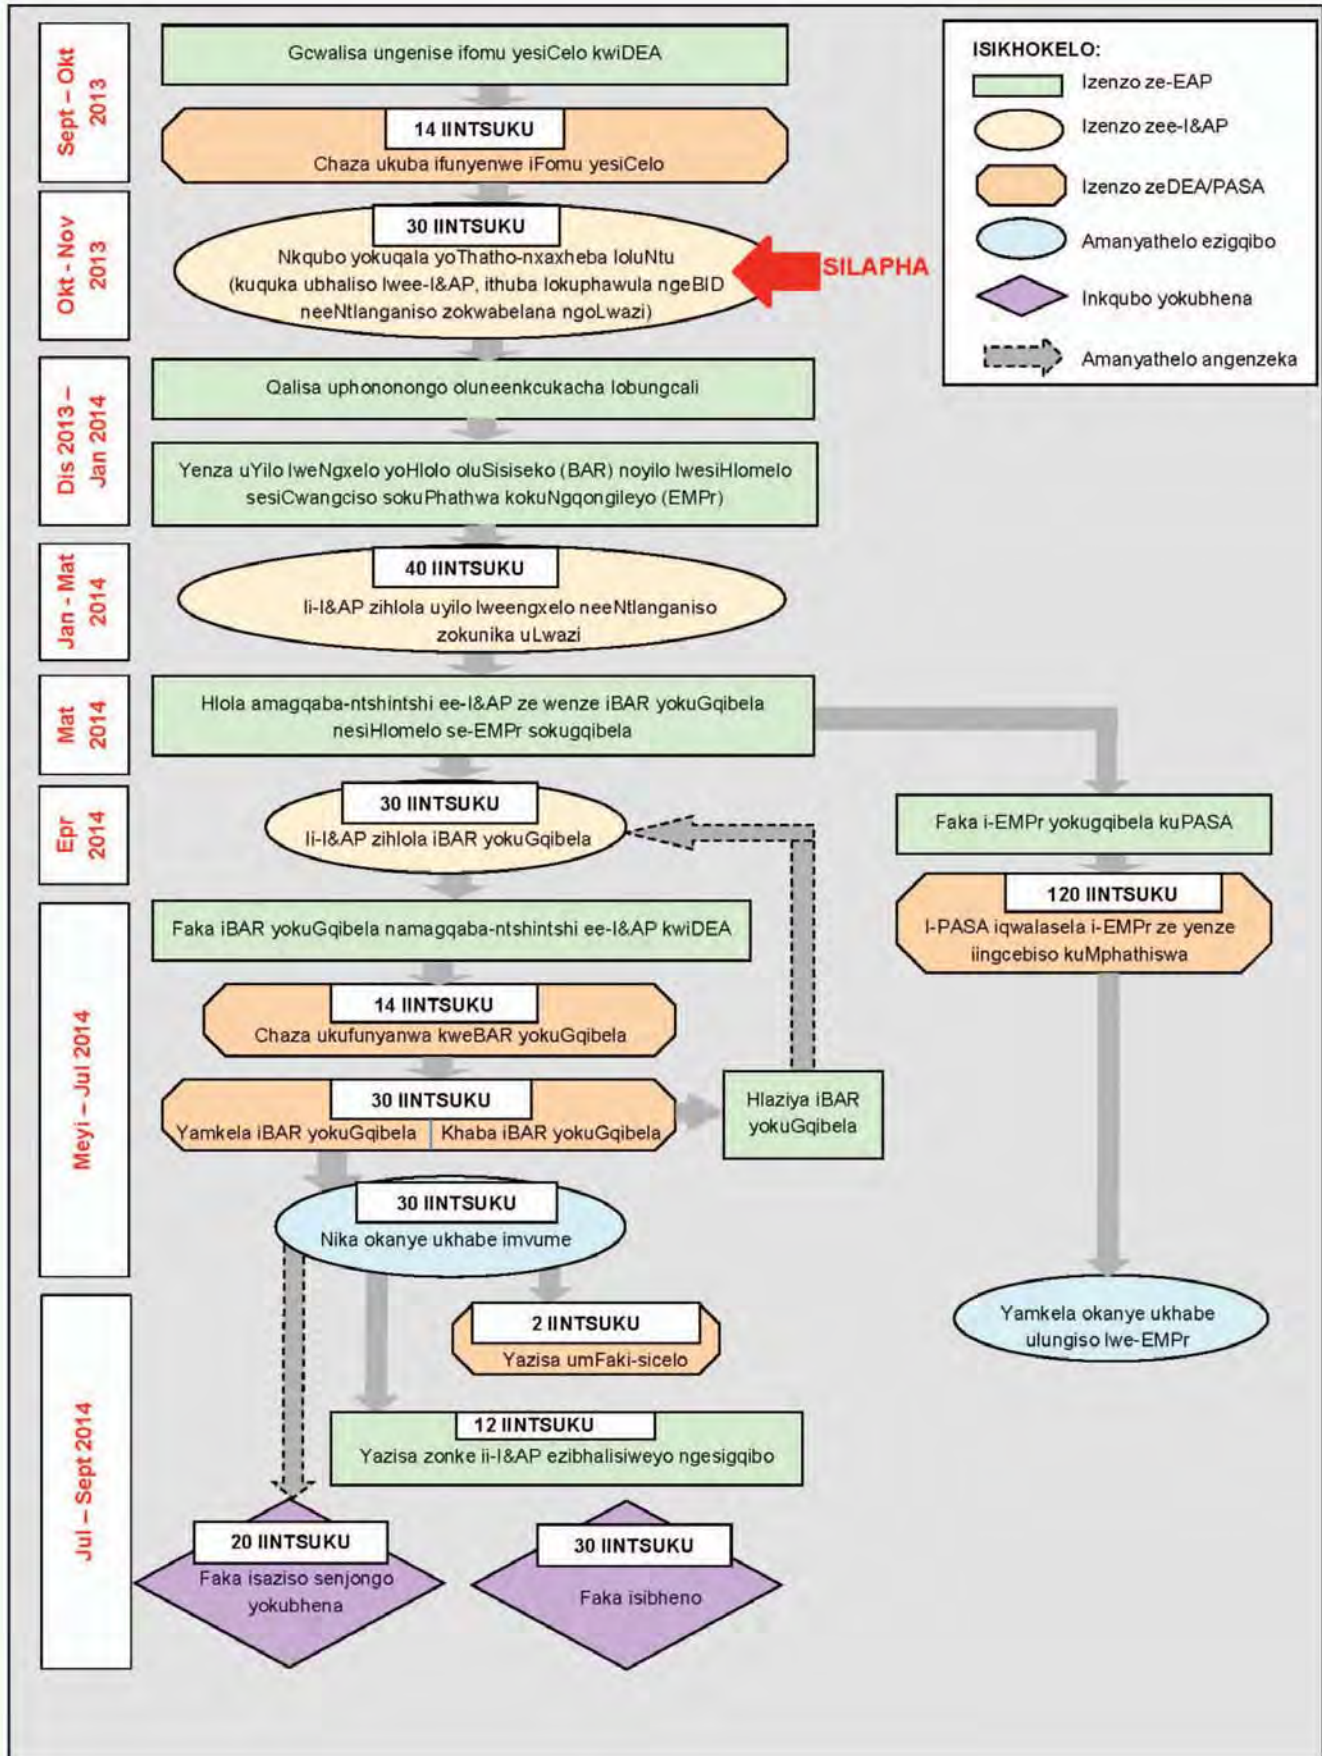 Sept – Okt
2013
Gcwalisa ungenise ifomu yesiCelo kwiDEA
14 IINTSUKU
Chaza ukuba ifunyenwe iFomu yesiCelo
ISIKHOKELO:
Izenzo ze-EAP
Izenzo zee-I&AP
Izenzo zeDEA/PASA
Amanyathelo ezigqibo
Inkqubo yokubhena
Amanyathelo angenzeka
Okt - Nov
2013
30 IINTSUKU
Nkqubo yokuqala yoThatho-nxaxheba loluNtu
(kuquka ubhaliso lwee-I&AP, ithuba lokuphawula ngeBID
neeNtlanganiso zokwabelana ngoLwazi)
SILAPHA
Dis 2013 –
Jan 2014
Qalisa uphononongo oluneenkcukacha lobungcali
Yenza uYilo lweNgxelo yoHlolo oluSisiseko (BAR) noyilo lwesiHlomelo
sesiCwangciso sokuPhathwa kokuNgqongileyo (EMPr)
Jan - Mat
2014
40 IINTSUKU
Ii-I&AP zihlola uyilo lweengxelo neeNtlanganiso
zokunika uLwazi
Mat
2014
Hlola amagqaba-ntshintshi ee-I&AP ze wenze iBAR yokuGqibela
nesiHlomelo se-EMPr sokugqibela
Epr
2014
30 IINTSUKU
Ii-I&AP zihlola iBAR yokuGqibela
Faka i-EMPr yokugqibela kuPASA
120 IINTSUKU
I-PASA iqwalasela i-EMPr ze yenze
iingcebiso kuMphathiswa
Meyi – Jul 2014
Faka iBAR yokuGqibela namagqaba-ntshintshi ee-I&AP kwiDEA
14 IINTSUKU
Chaza ukufunyanwa kweBAR yokuGqibela
30 IINTSUKU
Yamkela iBAR yokuGqibela
Khaba iBAR yokuGqibela
Hlaziya iBAR
yokuGqibela
30 IINTSUKU
Nika okanye ukhabe imvume
Yamkela okanye ukhabe
ulungiso lwe-EMPr
Jul – Sept 2014
2 IINTSUKU
Yazisa umFaki-sicelo
12 IINTSUKU
Yazisa zonke ii-I&AP ezibhalisiweyo ngesigqibo
20 IINTSUKU
Faka isaziso senjongo
yokubhena
30 IINTSUKU
Faka isibheno